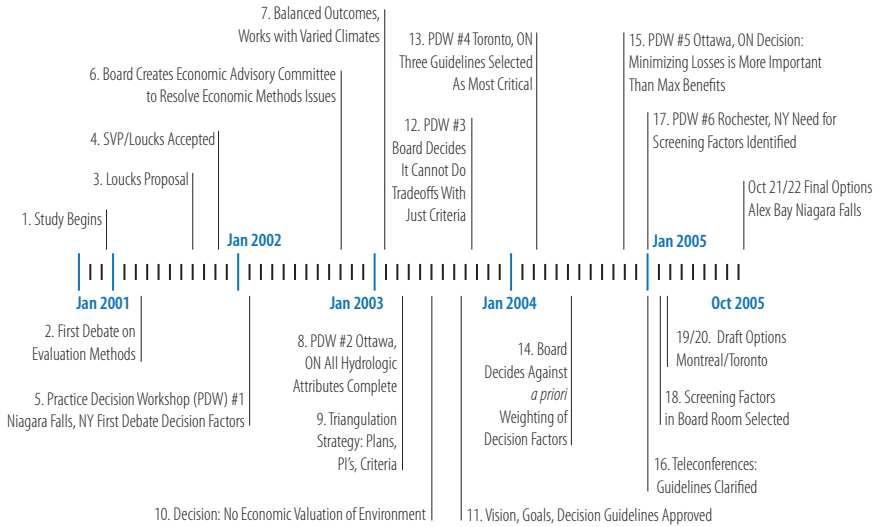 7. Balanced Outcomes,
Works with Varied Climates
13. PDW #4 Toronto, ON
Three Guidelines Selected
As Most Critical
15. PDW #5 Ottawa, ON Decision:
Minimizing Losses is More Important
Than Max Benefits
6. Board Creates Economic Advisory Committee
to Resolve Economic Methods Issues
12. PDW #3
Board Decides
It Cannot Do
Tradeoffs With
Just Criteria
17. PDW #6 Rochester, NY Need for
Screening Factors Identified
4. SVP/Loucks Accepted
3. Loucks Proposal
Oct 21/22 Final Options
Alex Bay Niagara Falls
1. Study Begins
Jan 2002
Jan 2005
Jan 2001
Jan 2003
Jan 2004
Oct 2005
2. First Debate on
Evaluation Methods
8. PDW #2 Ottawa,
ON All Hydrologic
Attributes Complete
14. Board
Decides Against
a priori
Weighting of
Decision Factors
19/20. Draft Options
Montreal/Toronto
5. Practice Decision Workshop (PDW) #1
Niagara Falls, NY First Debate Decision Factors
18. Screening Factors
in Board Room Selected
9. Triangulation
Strategy: Plans,
PI's, Criteria
16. Teleconferences:
Guidelines Clarified
10. Decision: No Economic Valuation of Environment
11. Vision, Goals, Decision Guidelines Approved